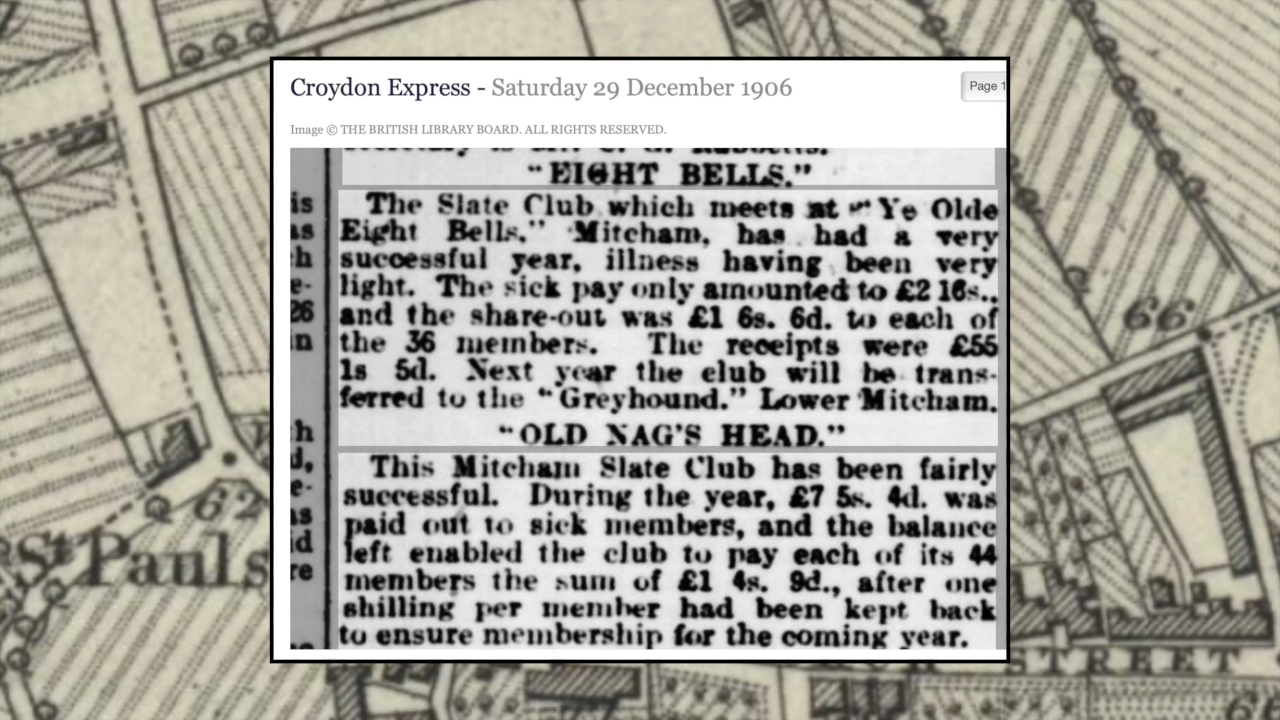 Croydon Express - Saturday 29 December 1906
Page 1
Image © THE BRITISH LIBRARY BOARD. ALL RIGHTS RESERVED.
"EIGHT BELLS."
The Slate Club which meets at "Ye Olde
Eight Bells," Mitcham, has had a very
successful year, illness having been very
light. The sick pay only amounted to £2 16s.,
and the share-out was £1 6s. 6d. to each of
the 36 members. The receipts were £55
1s 5d. Next year the club will be trans-
ferred to the "Greyhound." Lower Mitcham.
"OLD NAG'S HEAD."
This Mitcham Slate Club has been fairly
successful. During the year, £7 5s. 4d. was
paid out to sick members, and the balance
left enabled the club to pay each of its 44
members the sum of £1 4s. 9d., after one
shilling per member had been kept back
to ensure membership for the coming year.
62
St Pauls
66
STREET